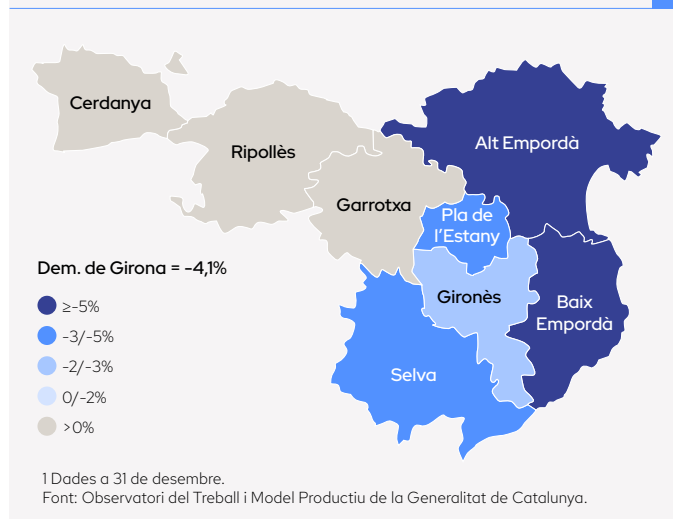 Cerdanya
Ripollès
Alt Empordà
Garrotxa
Pla de
l'Estany
Dem. de Girona = -4,1%
≥-5%
-3/-5%
-2/-3%
0/-2%
>0%
Gironès
Baix
Empordà
Selva
1 Dades a 31 de desembre.
Font: Observatori del Treball i Model Productiu de la Generalitat de Catalunya.